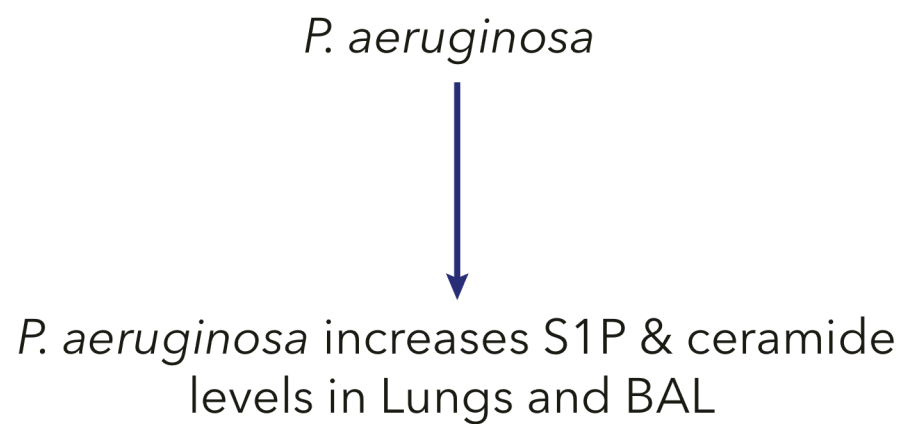 P. aeruginosa
P. aeruginosa increases S1P & ceramide
levels in Lungs and BAL